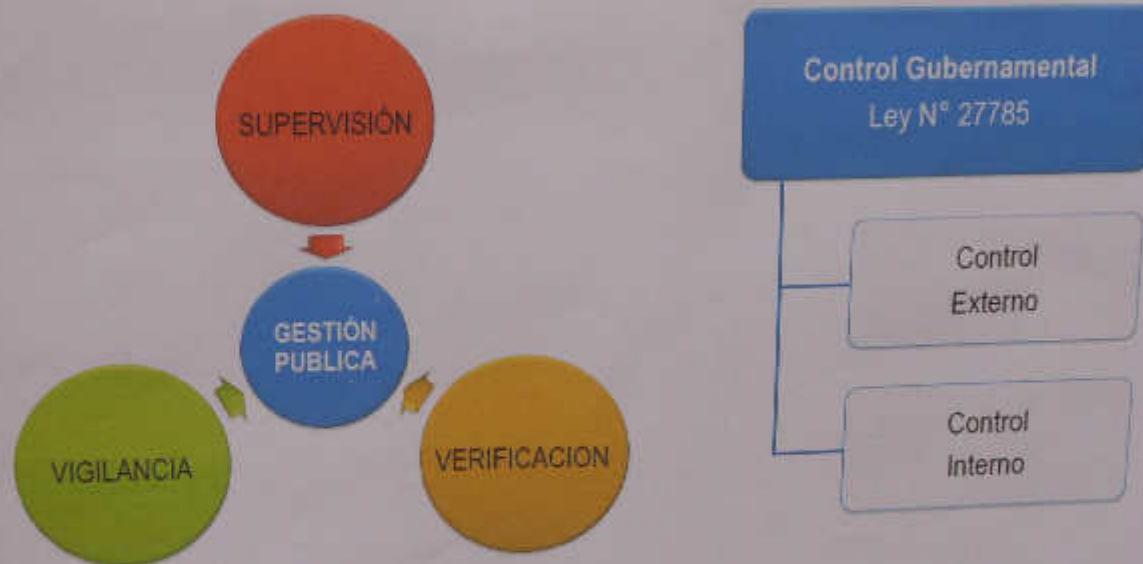 SUPERVISIÓN
GESTIÓN
PUBLICA
VIGILANCIA
VERIFICACION
Control Gubernamental
Ley N° 27785
Control
Externo
Control
Interno